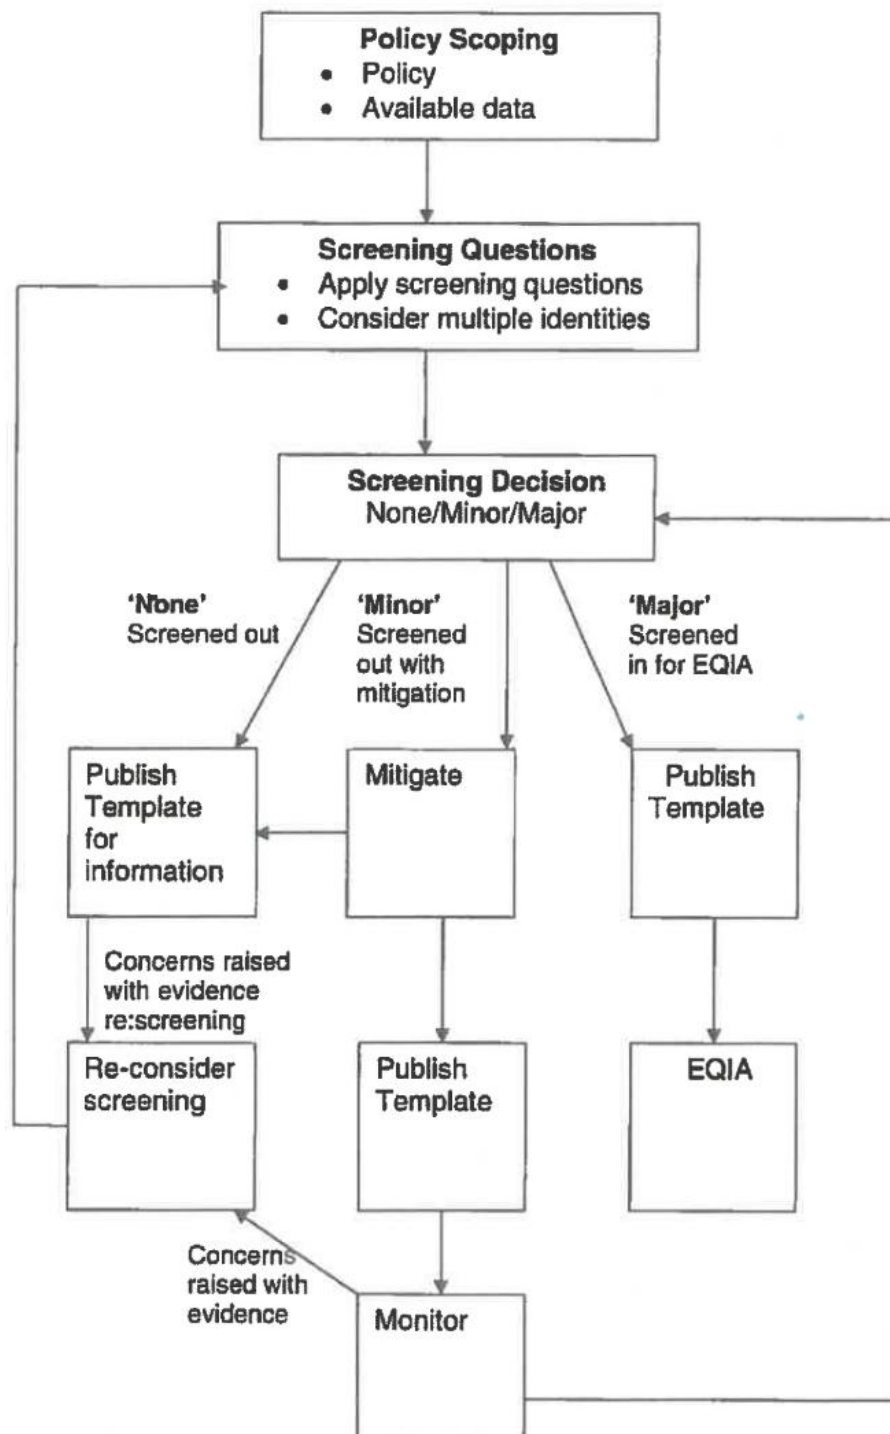 Policy Scoping
• Policy
• Available data
Screening Questions
• Apply screening questions
• Consider multiple identities
Screening Decision
None/Minor/Major
‘None’
Screened out
‘Minor’
Screened
out with
mitigation
‘Major’
Screened
in for EQIA
Publish
Template
for
information
Mitigate
Publish
Template
Concerns raised
with evidence
re:screening
Re-consider
screening
Publish
Template
EQIA
Concerns
raised with
evidence
Monitor